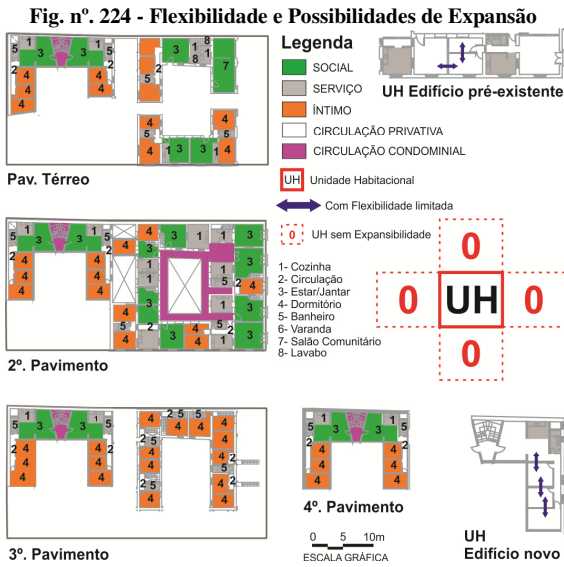 Fig. nº. 224 - Flexibilidade e Possibilidades de Expansão
Legenda
SOCIAL
SERVIÇO
ÍNTIMO
CIRCULAÇÃO PRIVATIVA
CIRCULAÇÃO CONDOMINIAL
UH Unidade Habitacional
Com Flexibilidade limitada
0 UH sem Expansibilidade
1- Cozinha
2- Circulação
3- Estar/Jantar
4- Dormitório
5- Banheiro
6- Varanda
7- Salão Comunitário
8- Lavabo
UH Edifício pré-existente
0
0 UH 0
0
Pav. Térreo
2º. Pavimento
3º. Pavimento
4º. Pavimento
0 5 10m
ESCALA GRÁFICA
UH
Edifício novo